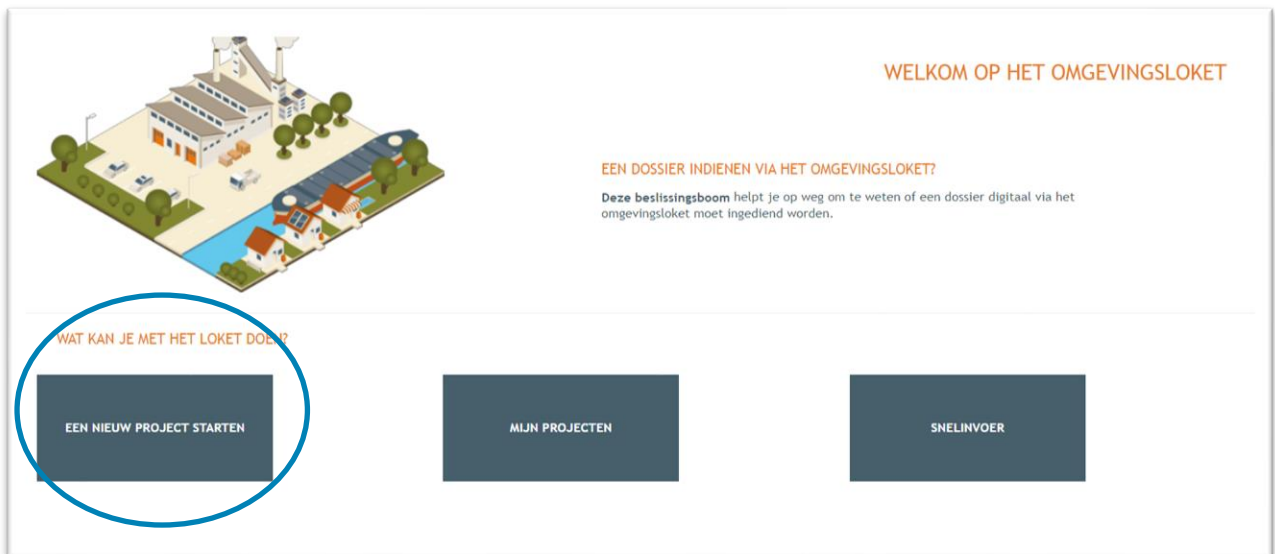 WELKOM OP HET OMGEVINGSLOKET
EEN DOSSIER INDIENEN VIA HET OMGEVINGSLOKET?
Deze beslissingsboom helpt je op weg om te weten of een dossier digitaal via het
omgevingsloket moet ingediend worden.
WAT KAN JE MET HET LOKET DOEN?
EEN NIEUW PROJECT STARTEN
MIJN PROJECTEN
SNELINVOER